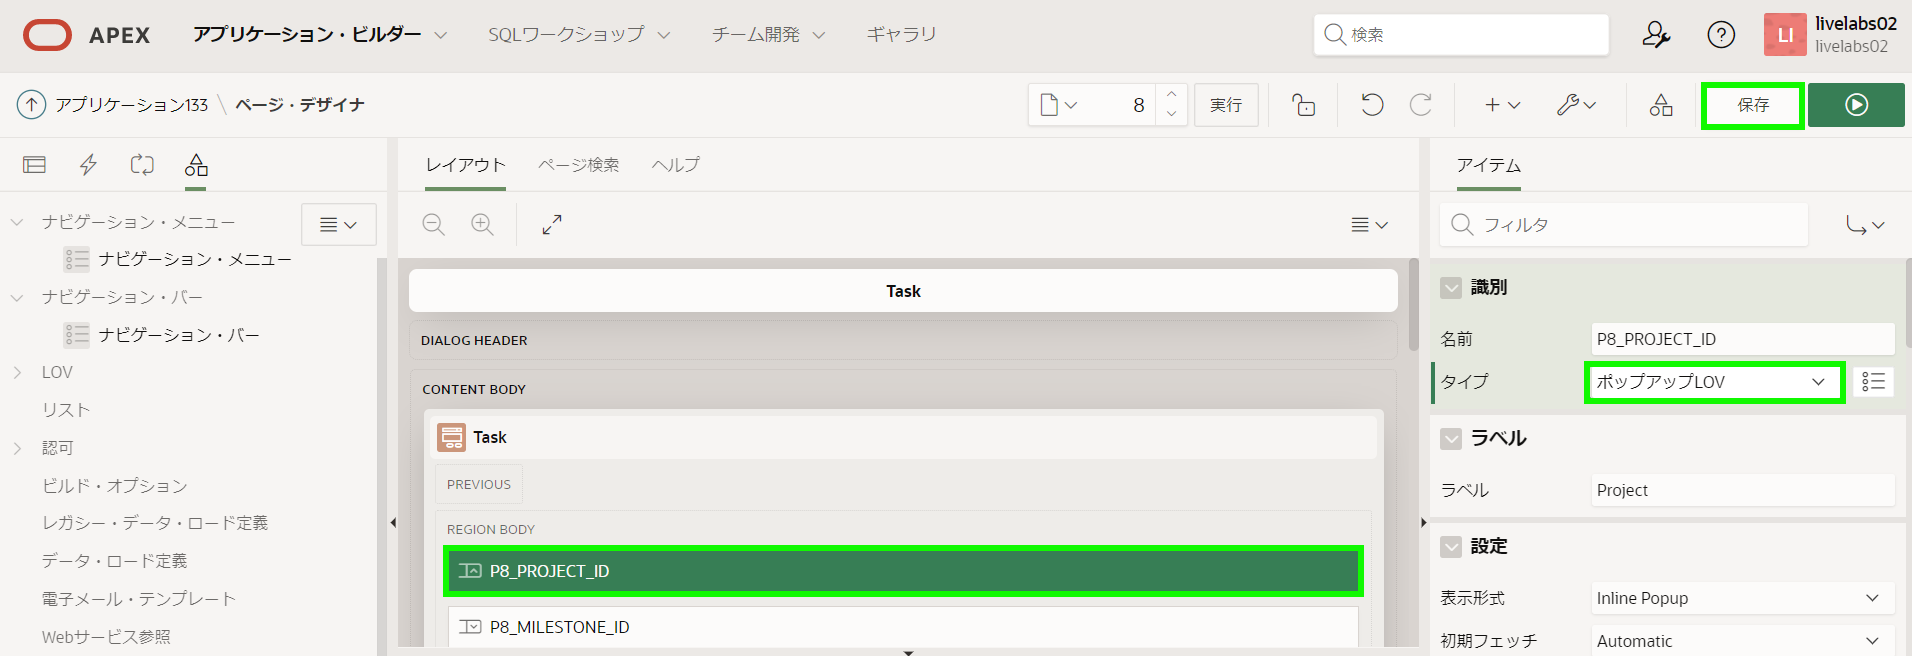 APEX アプリケーション・ビルダー SQLワークショップ チーム開発 ギャラリ 検索 LI livelabs02
livelabs02
アプリケーション133 \ ページ・デザイナ 8 実行 保存
レイアウト ページ検索 ヘルプ アイテム
ナビゲーション・メニュー
ナビゲーション・メニュー
ナビゲーション・バー
ナビゲーション・バー
LOV
リスト
認可
ビルド・オプション
レガシー・データ・ロード定義
データ・ロード定義
電子メール・テンプレート
Webサービス参照
Task
DIALOG HEADER
CONTENT BODY
Task
PREVIOUS
REGION BODY
P8_PROJECT_ID
P8_MILESTONE_ID
フィルタ
識別
名前 P8_PROJECT_ID
タイプ ポップアップLOV
ラベル
ラベル Project
設定
表示形式 Inline Popup
初期フェッチ Automatic